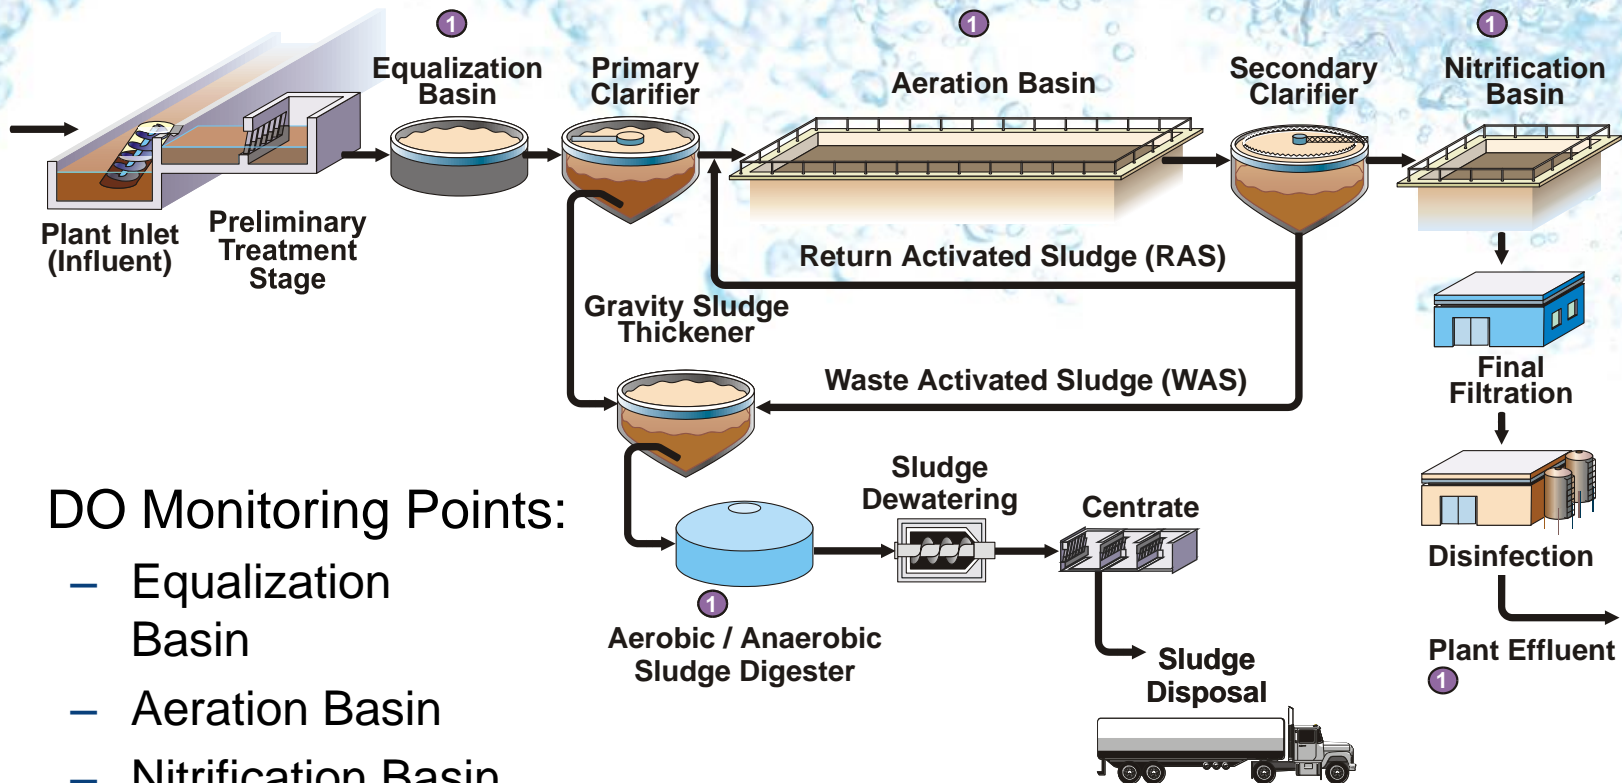 1
1
1
Equalization
Basin
Primary
Clarifier
Aeration Basin
Secondary
Clarifier
Nitrification
Basin
Plant Inlet
(Influent)
Preliminary
Treatment
Stage
Return Activated Sludge (RAS)
Gravity Sludge
Thickener
Waste Activated Sludge (WAS)
Final
Filtration
Sludge
Dewatering
Centrate
Disinfection
1
Aerobic / Anaerobic
Sludge Digester
Plant Effluent
1
Sludge
Disposal
DO Monitoring Points:
– Equalization
Basin
– Aeration Basin
– Nitrification Basin